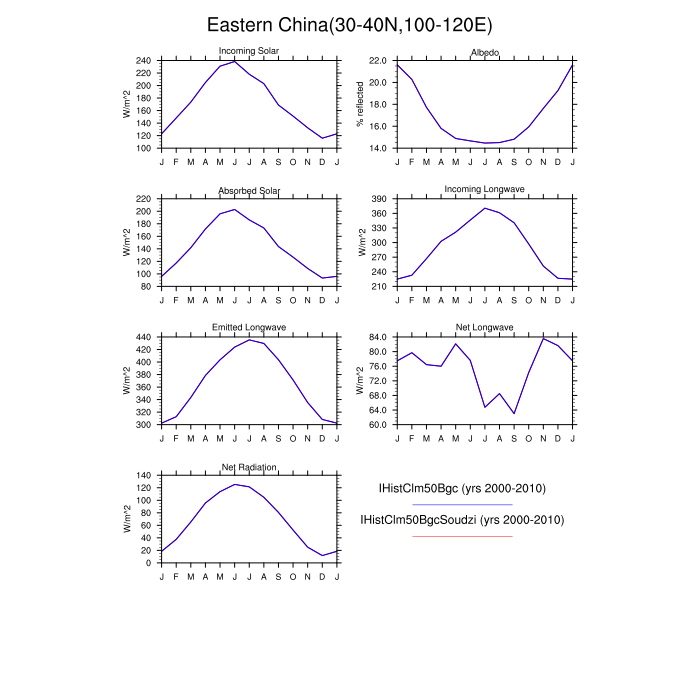 Eastern China(30-40N,100-120E)
Incoming Solar
W/m^2
240
220
200
180
160
140
120
100
J F M A M J J A S O N D J
Albedo
% reflected
22.0
20.0
18.0
16.0
14.0
J F M A M J J A S O N D J
Absorbed Solar
W/m^2
220
200
180
160
140
120
100
80
J F M A M J J A S O N D J
Incoming Longwave
W/m^2
390
360
330
300
270
240
210
J F M A M J J A S O N D J
Emitted Longwave
W/m^2
440
420
400
380
360
340
320
300
J F M A M J J A S O N D J
Net Longwave
W/m^2
84.0
80.0
76.0
72.0
68.0
64.0
60.0
J F M A M J J A S O N D J
Net Radiation
W/m^2
140
120
100
80
60
40
20
0
J F M A M J J A S O N D J
IHistClm50Bgc (yrs 2000-2010)
IHistClm50BgcSoudzi (yrs 2000-2010)